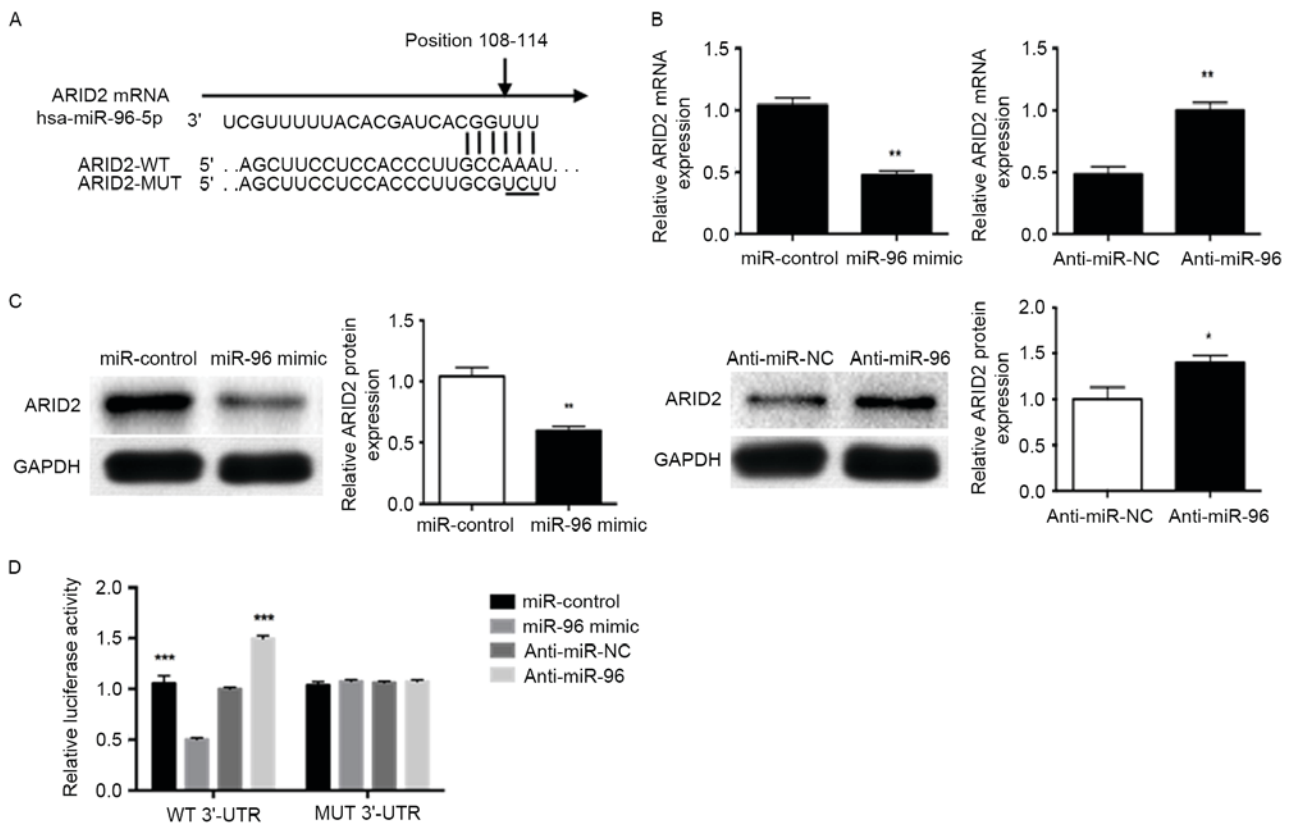 A
Position 108-114
ARID2 mRNA
hsa-miR-96-5p 3' UCGUUUUUACACGAUCACGGUUU
ARID2-WT 5' . .AGCUUCCUCCACCCUUGCCAAAU. . .
ARID2-MUT 5' . ..AGCUUCCUCCACCCUUGCGUCUU
B
Relative ARID2 mRNA
expression
1.5
1.0
0.5
0.0
**
miR-control miR-96 mimic
Relative ARID2 mRNA
expression
1.5
1.0
0.5
0.0
**
Anti-miR-NC Anti-miR-96
C
miR-control miR-96 mimic
ARID2
GAPDH
Relative ARID2 protein
expression
1.5
1.0
0.5
0.0
**
miR-control miR-96 mimic
Anti-miR-NC Anti-miR-96
ARID2
GAPDH
Relative ARID2 protein
expression
2.0
1.5
1.0
0.5
0.0
*
Anti-miR-NC Anti-miR-96
D
Relative luciferase activity
2.0
1.5
1.0
0.5
0.0
***
***
WT 3'-UTR MUT 3'-UTR
miR-control
miR-96 mimic
Anti-miR-NC
Anti-miR-96